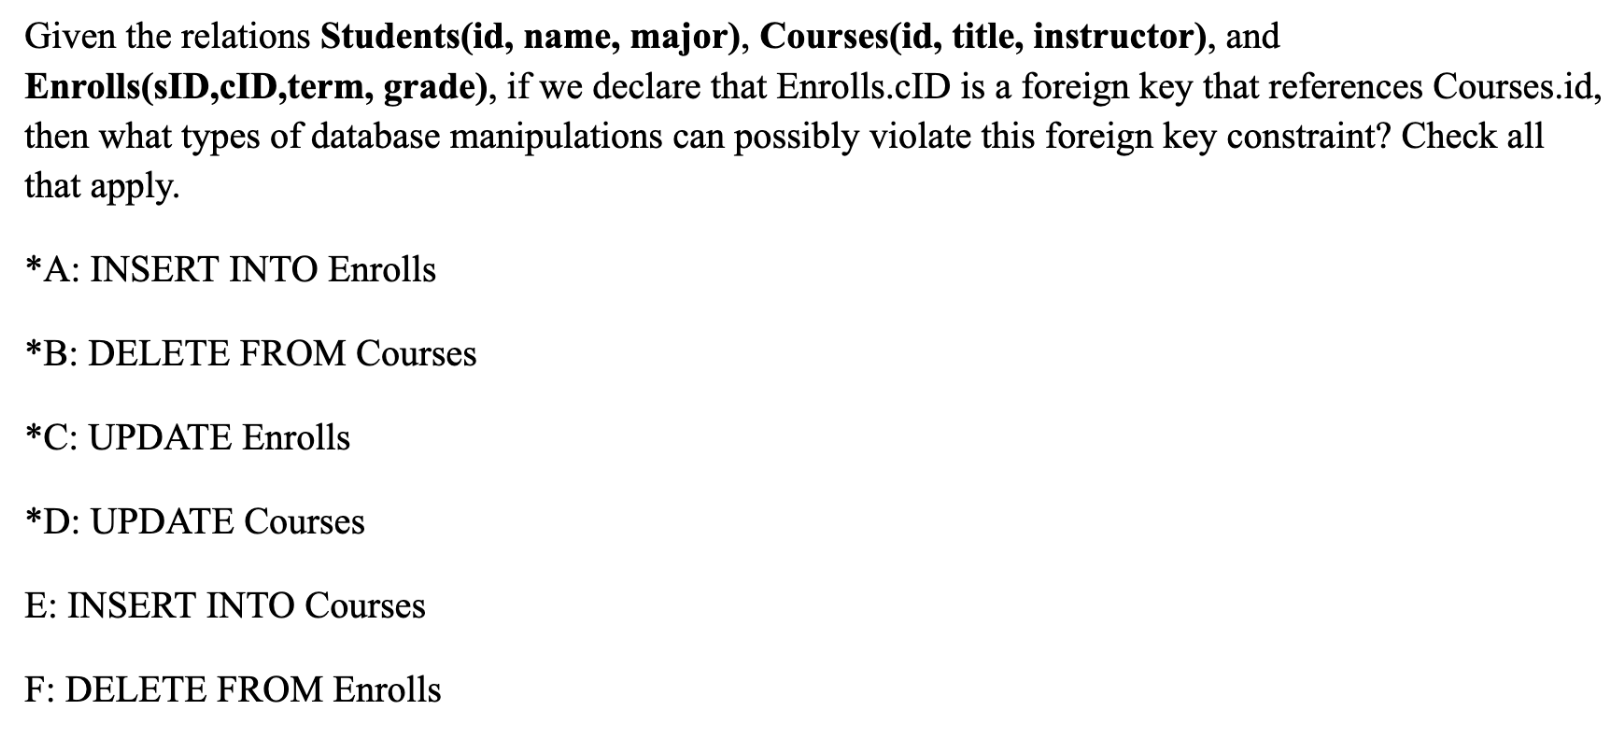 Given the relations Students(id, name, major), Courses(id, title, instructor), and
Enrolls(sID,cID,term, grade), if we declare that Enrolls.cID is a foreign key that references Courses.id,
then what types of database manipulations can possibly violate this foreign key constraint? Check all
that apply.
*A: INSERT INTO Enrolls
*B: DELETE FROM Courses
*C: UPDATE Enrolls
*D: UPDATE Courses
E: INSERT INTO Courses
F: DELETE FROM Enrolls